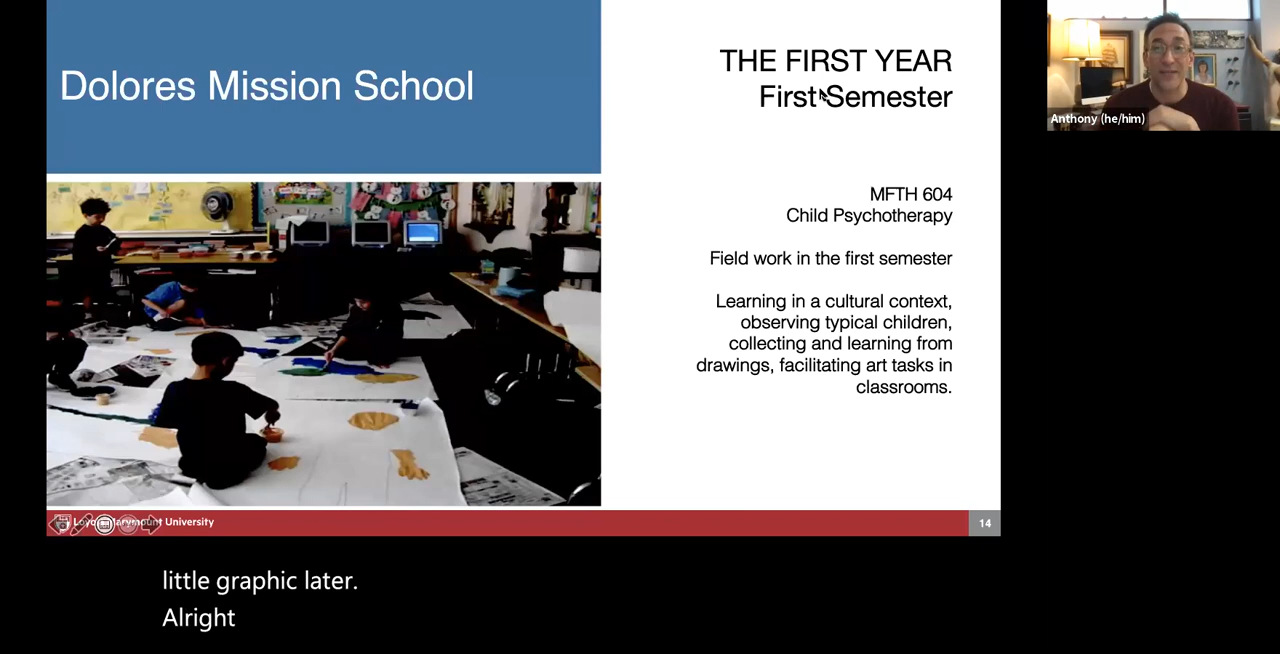 Dolores Mission School
THE FIRST YEAR
First Semester
MFTH 604
Child Psychotherapy
Field work in the first semester
Learning in a cultural context,
observing typical children,
collecting and learning from
drawings, facilitating art tasks in
classrooms.
Loyola Marymount University
14
Anthony (he/him)
little graphic later.
Alright